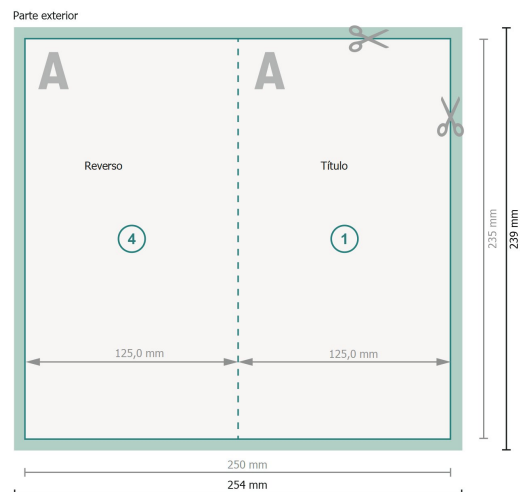 Parte exterior
A
A
Reverso
Título
4
1
125,0 mm
125,0 mm
235 mm
239 mm
250 mm
254 mm